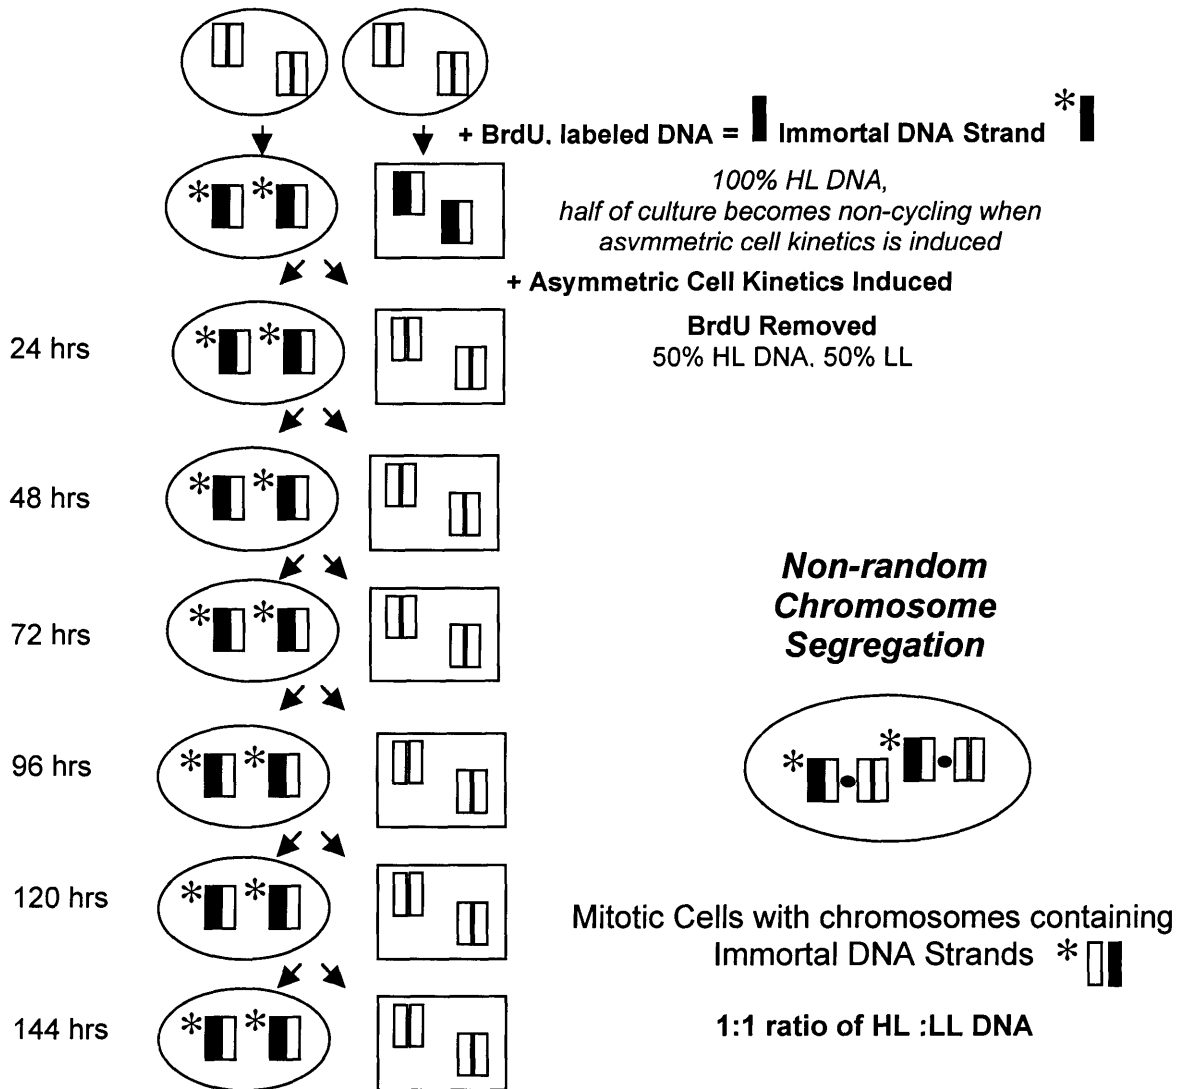 + BrdU, labeled DNA = Immortal DNA Strand *
100% HL DNA,
half of culture becomes non-cycling when
asymmetric cell kinetics is induced
+ Asymmetric Cell Kinetics Induced
BrdU Removed
50% HL DNA, 50% LL
24 hrs
48 hrs
72 hrs
96 hrs
120 hrs
144 hrs
Non-random
Chromosome
Segregation
Mitotic Cells with chromosomes containing
Immortal DNA Strands *
1:1 ratio of HL :LL DNA